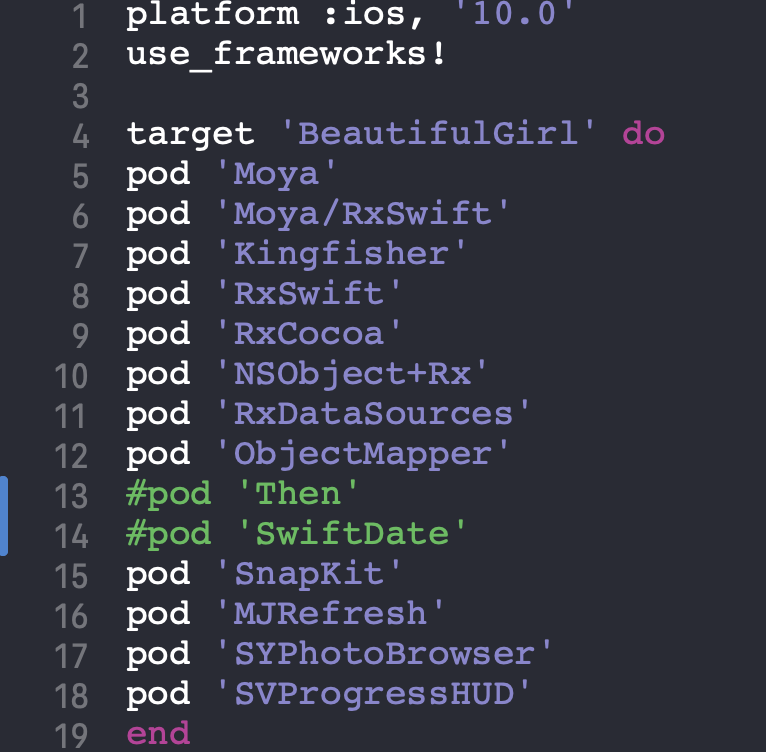 1 platform :ios, '10.0'
2 use_frameworks!
3
4 target 'BeautifulGirl' do
5 pod 'Moya'
6 pod 'Moya/RxSwift'
7 pod 'Kingfisher'
8 pod 'RxSwift'
9 pod 'RxCocoa'
10 pod 'NSObject+Rx'
11 pod 'RxDataSources'
12 pod 'ObjectMapper'
13 #pod 'Then'
14 #pod 'SwiftDate'
15 pod 'SnapKit'
16 pod 'MJRefresh'
17 pod 'SYPhotoBrowser'
18 pod 'SVProgressHUD'
19 end